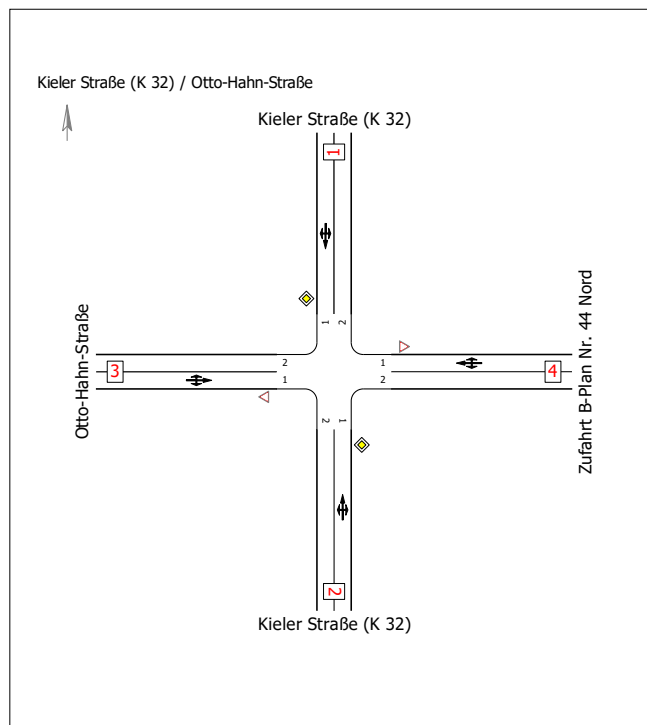 Kieler Straße (K 32) / Otto-Hahn-Straße
Kieler Straße (K 32)
1
1 2
Otto-Hahn-Straße
3
2
1
1
2
4
Zufahrt B-Plan Nr. 44 Nord
2 1
2
Kieler Straße (K 32)